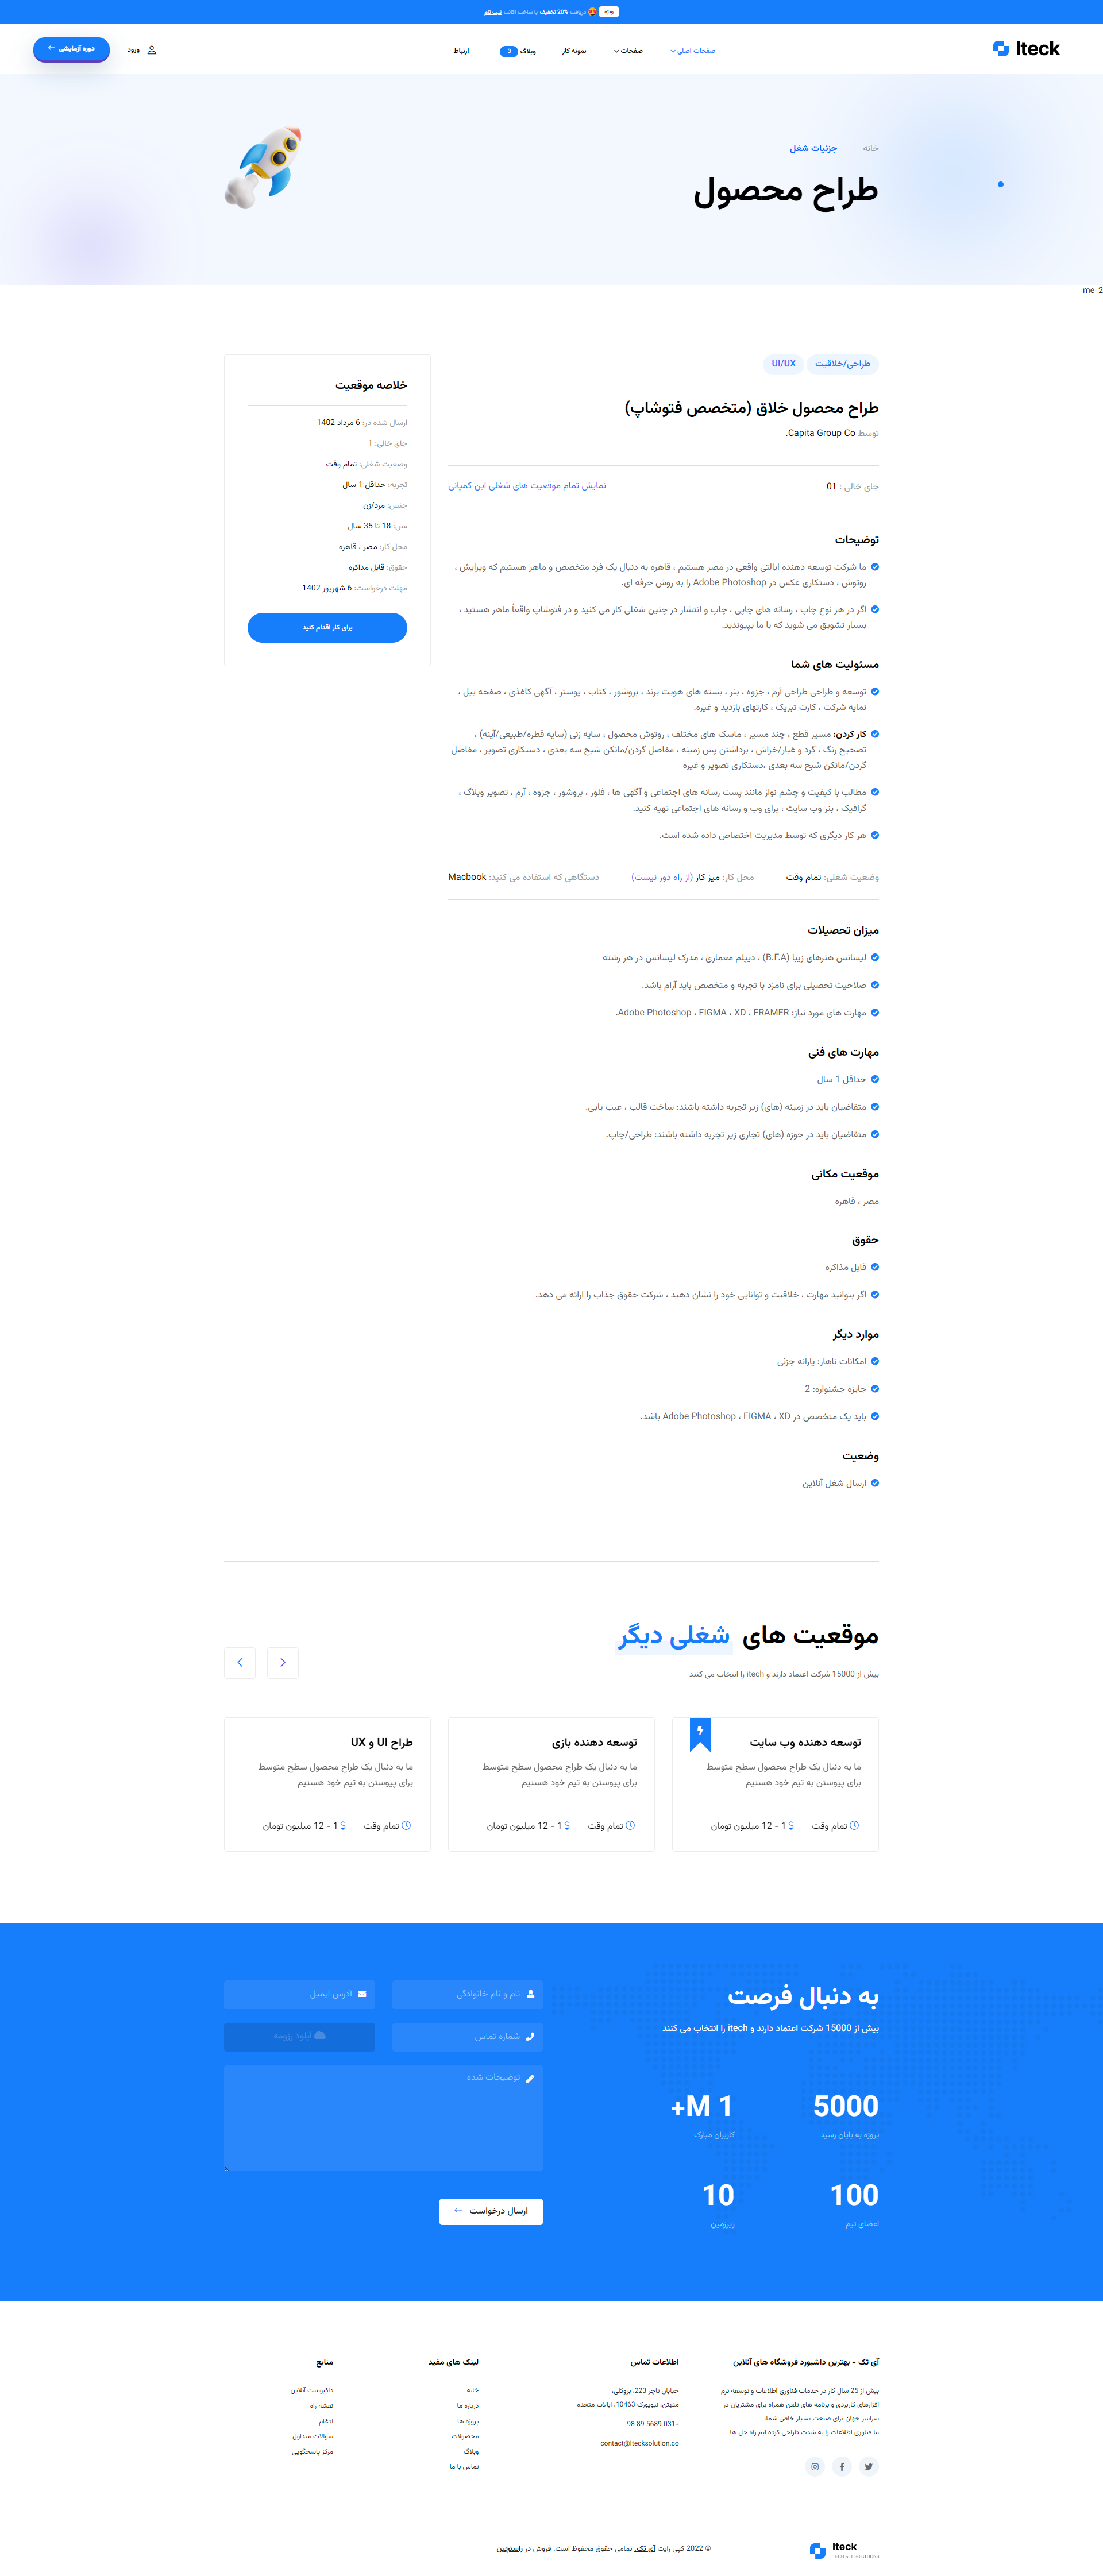 ویژه دریافت 20% تخفیف با ساخت اکانت ثبت نام
Iteck
صفحات اصلی
صفحات
نمونه کار
وبلاگ 3
ارتباط
ورود
دوره آزمایشی
خانه
جزئیات شغل
طراح محصول
me-2
طراحی/خلاقیت
UI/UX
طراح محصول خلاق (متخصص فتوشاپ)
توسط Capita Group Co.
جای خالی : 01
نمایش تمام موقعیت های شغلی این کمپانی
توضیحات
ما شرکت توسعه دهنده ایالتی واقعی در مصر هستیم ، قاهره به دنبال یک فرد متخصص و ماهر هستیم که ویرایش ،
روتوش ، دستکاری عکس در Adobe Photoshop را به روش حرفه ای.
اگر در هر نوع چاپ ، رسانه های چاپی ، چاپ و انتشار در چنین شغلی کار می کنید و در فتوشاپ واقعاً ماهر هستید ،
بسیار تشویق می شوید که با ما بپیوندید.
مسئولیت های شما
توسعه و طراحی طراحی آرم ، جزوه ، بنر ، بسته های هویت برند ، بروشور ، کتاب ، پوستر ، آگهی کاغذی ، صفحه بیل ،
نمایه شرکت ، کارت تبریک ، کارتهای بازدید و غیره.
کار کردن: مسیر قطع ، چند مسیر ، ماسک های مختلف ، روتوش محصول ، سایه زنی (سایه قطره/طبیعی/آینه) ،
تصحیح رنگ ، گرد و غبار/خراش ، برداشتن پس زمینه ، مفاصل گردن/مانکن شبح سه بعدی ، دستکاری تصویر ، مفاصل
گردن/مانکن شبح سه بعدی ،دستکاری تصویر و غیره
مطالب با کیفیت و چشم نواز مانند پست رسانه های اجتماعی و آگهی ها ، فلور ، بروشور ، جزوه ، آرم ، تصویر وبلاگ ،
گرافیک ، بنر وب سایت ، برای وب و رسانه های اجتماعی تهیه کنید.
هر کار دیگری که توسط مدیریت اختصاص داده شده است.
وضعیت شغلی: تمام وقت
محل کار: میز کار (از راه دور نیست)
دستگاهی که استفاده می کنید: Macbook
میزان تحصیلات
لیسانس هنرهای زیبا (B.F.A) ، دیپلم معماری ، مدرک لیسانس در هر رشته
صلاحیت تحصیلی برای نامزد با تجربه و متخصص باید آرام باشد.
مهارت های مورد نیاز: Adobe Photoshop ، FIGMA ، XD ، FRAMER.
مهارت های فنی
حداقل 1 سال
متقاضیان باید در زمینه (های) زیر تجربه داشته باشند: ساخت قالب ، عیب یابی.
متقاضیان باید در حوزه (های) تجاری زیر تجربه داشته باشند: طراحی/چاپ.
موقعیت مکانی
مصر ، قاهره
حقوق
قابل مذاکره
اگر بتوانید مهارت ، خلاقیت و توانایی خود را نشان دهید ، شرکت حقوق جذاب را ارائه می دهد.
موارد دیگر
امکانات ناهار: یارانه جزئی
جایزه جشنواره: 2
باید یک متخصص در Adobe Photoshop ، FIGMA ، XD باشد.
وضعیت
ارسال شغل آنلاین
خلاصه موقعیت
ارسال شده در: 6 مرداد 1402
جای خالی: 1
وضعیت شغلی: تمام وقت
تجربه: حداقل 1 سال
جنس: مرد/زن
سن: 18 تا 35 سال
محل کار: مصر ، قاهره
حقوق: قابل مذاکره
مهلت درخواست: 6 شهریور 1402
برای کار اقدام کنید
موقعیت های شغلی دیگر
بیش از 15000 شرکت اعتماد دارند و itech را انتخاب می کنند
توسعه دهنده وب سایت
ما به دنبال یک طراح محصول سطح متوسط
برای پیوستن به تیم خود هستیم
تمام وقت
$ 1 - 12 میلیون تومان
توسعه دهنده بازی
ما به دنبال یک طراح محصول سطح متوسط
برای پیوستن به تیم خود هستیم
تمام وقت
$ 1 - 12 میلیون تومان
طراح UI و UX
ما به دنبال یک طراح محصول سطح متوسط
برای پیوستن به تیم خود هستیم
تمام وقت
$ 1 - 12 میلیون تومان
به دنبال فرصت
بیش از 15000 شرکت اعتماد دارند و itech را انتخاب می کنند
5000
پروژه به پایان رسید
1 M+
کاربران مبارک
100
اعضای تیم
10
زیرزمین
نام و نام خانوادگی
آدرس ایمیل
شماره تماس
آپلود رزومه
توضیحات شده
ارسال درخواست
آی تک - بهترین داشبورد فروشگاه های آنلاین
بیش از 25 سال کار در خدمات فناوری اطلاعات و توسعه نرم
افزارهای کاربردی و برنامه های تلفن همراه برای مشتریان در
سراسر جهان برای صنعت بسیار خاص شما،
ما فناوری اطلاعات را به شدت طراحی کرده ایم راه حل ها
اطلاعات تماس
خیابان تاچر 223، بروکلی،
منهتن، نیویورک 10463، ایالات متحده
+031 5689 89 98
contact@Itecksolution.co
لینک های مفید
خانه
درباره ما
پروژه ها
محصولات
وبلاگ
تماس با ما
منابع
داکیومنت آنلاین
نقشه راه
ادغام
سوالات متداول
مرکز پاسخگویی
Iteck
TECH & IT SOLUTIONS
© 2022 کپی رایت آی تک. تمامی حقوق محفوظ است. فروش در راستچین